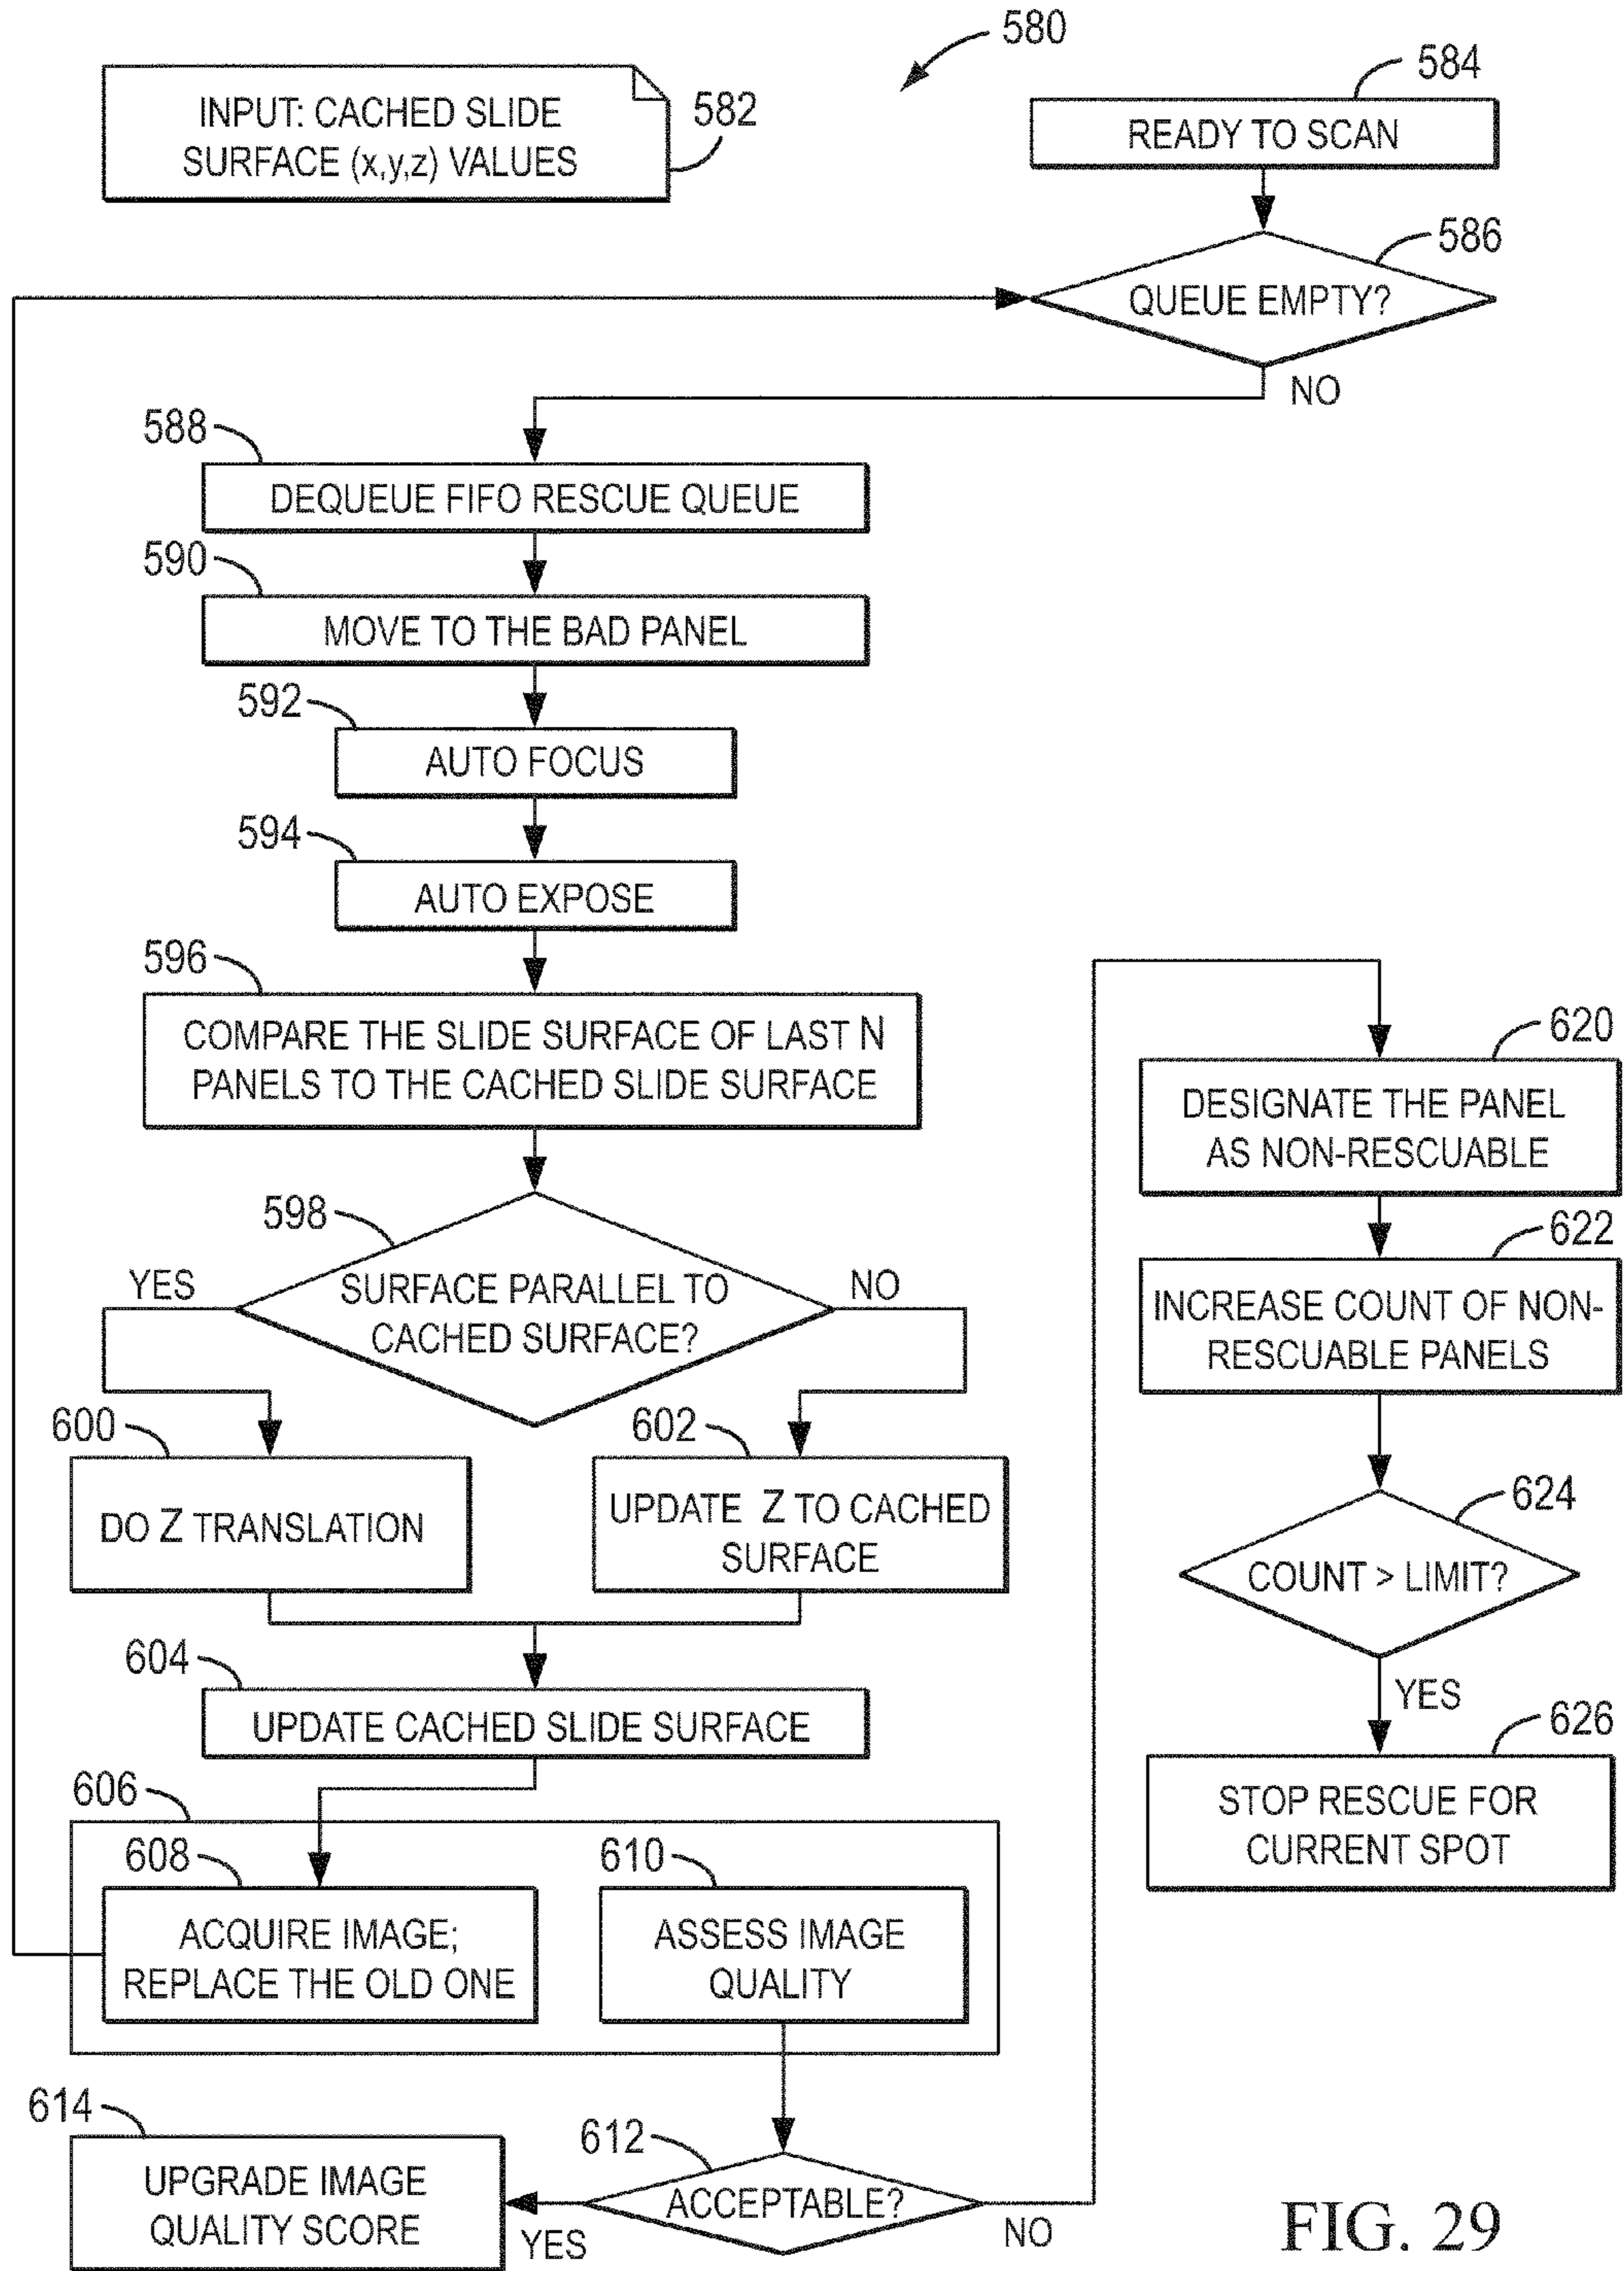 580
INPUT: CACHED SLIDE
SURFACE (x,y,z) VALUES
582
584
READY TO SCAN
586
QUEUE EMPTY?
NO
588
DEQUEUE FIFO RESCUE QUEUE
590
MOVE TO THE BAD PANEL
592
AUTO FOCUS
594
AUTO EXPOSE
596
COMPARE THE SLIDE SURFACE OF LAST N
PANELS TO THE CACHED SLIDE SURFACE
598
YES
SURFACE PARALLEL TO
CACHED SURFACE?
NO
600
DO Z TRANSLATION
602
UPDATE Z TO CACHED
SURFACE
604
UPDATE CACHED SLIDE SURFACE
606
608
ACQUIRE IMAGE;
REPLACE THE OLD ONE
610
ASSESS IMAGE
QUALITY
612
ACCEPTABLE?
YES
NO
614
UPGRADE IMAGE
QUALITY SCORE
620
DESIGNATE THE PANEL
AS NON-RESCUABLE
622
INCREASE COUNT OF NON-
RESCUABLE PANELS
624
COUNT > LIMIT?
YES
626
STOP RESCUE FOR
CURRENT SPOT
FIG. 29